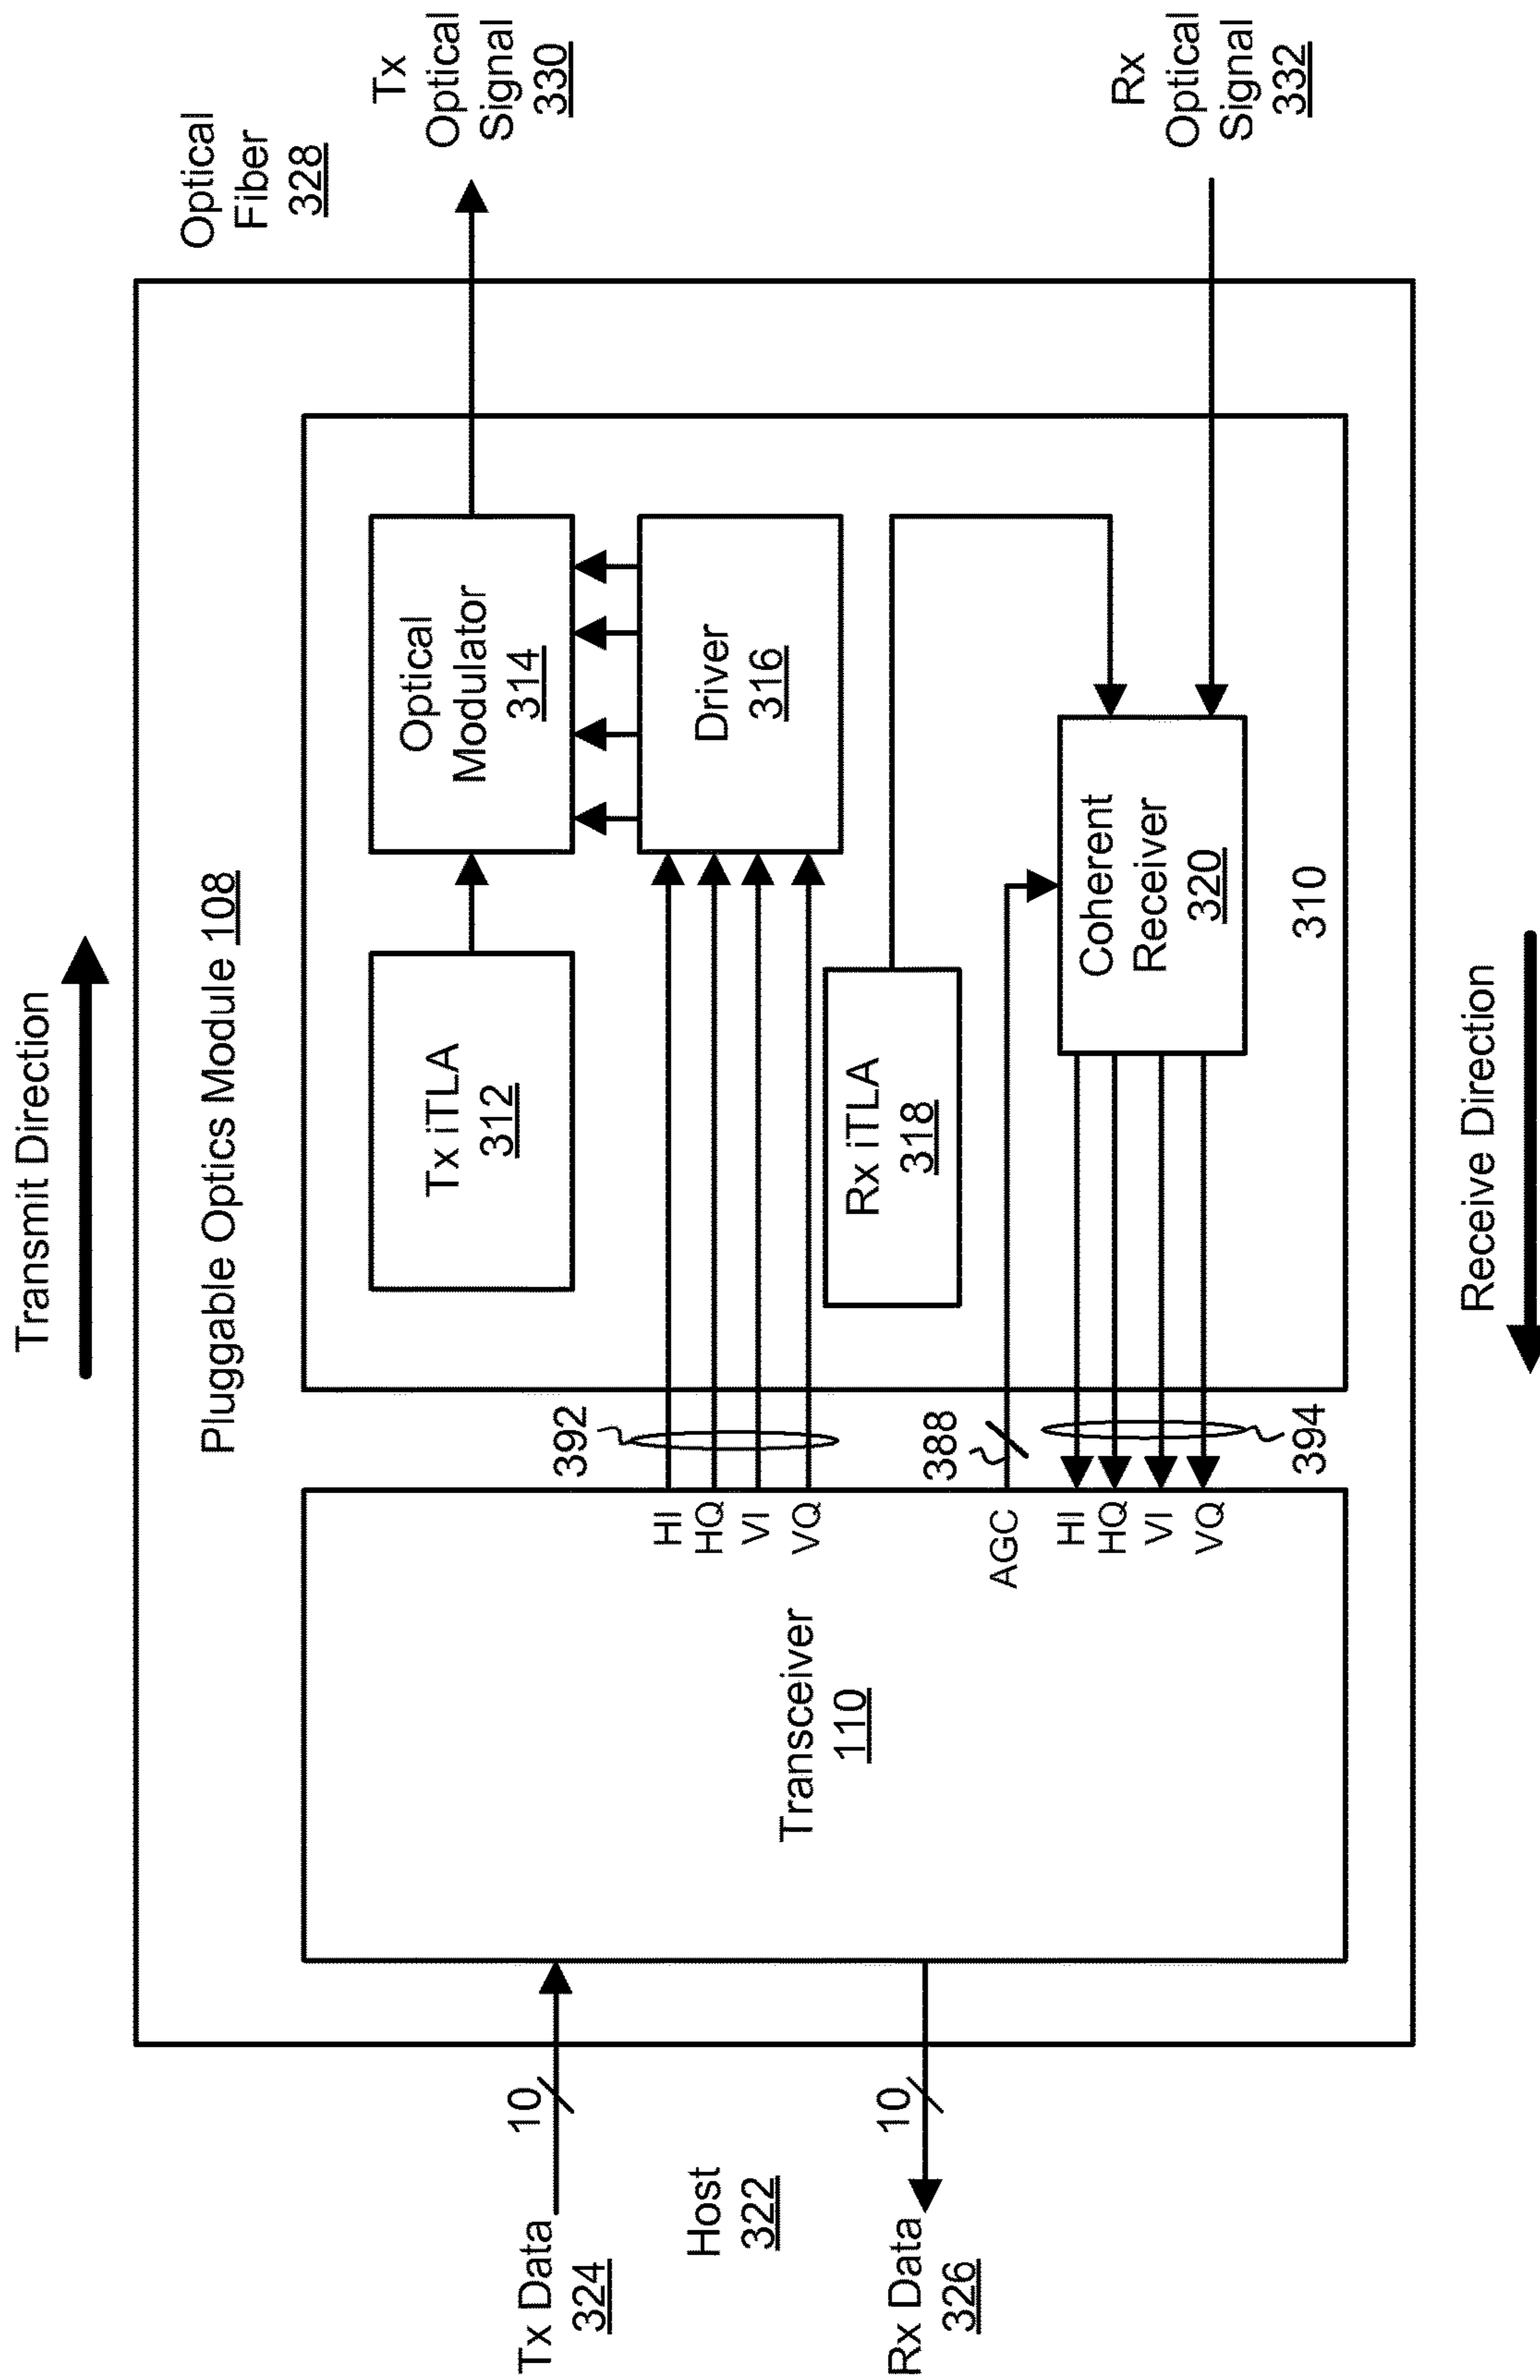 Transmit Direction
Pluggable Optics Module 108
Optical
Fiber
328
Tx
Optical
Signal
330
Tx iTLA
312
Optical
Modulator
314
392
HI
HQ
VI
VQ
Driver
316
Tx Data
324
10
Host
322
Transceiver
110
Rx iTLA
318
Rx Data
326
10
388
AGC
HI
HQ
VI
VQ
394
Coherent
Receiver
320
310
Rx
Optical
Signal
332
Receive Direction